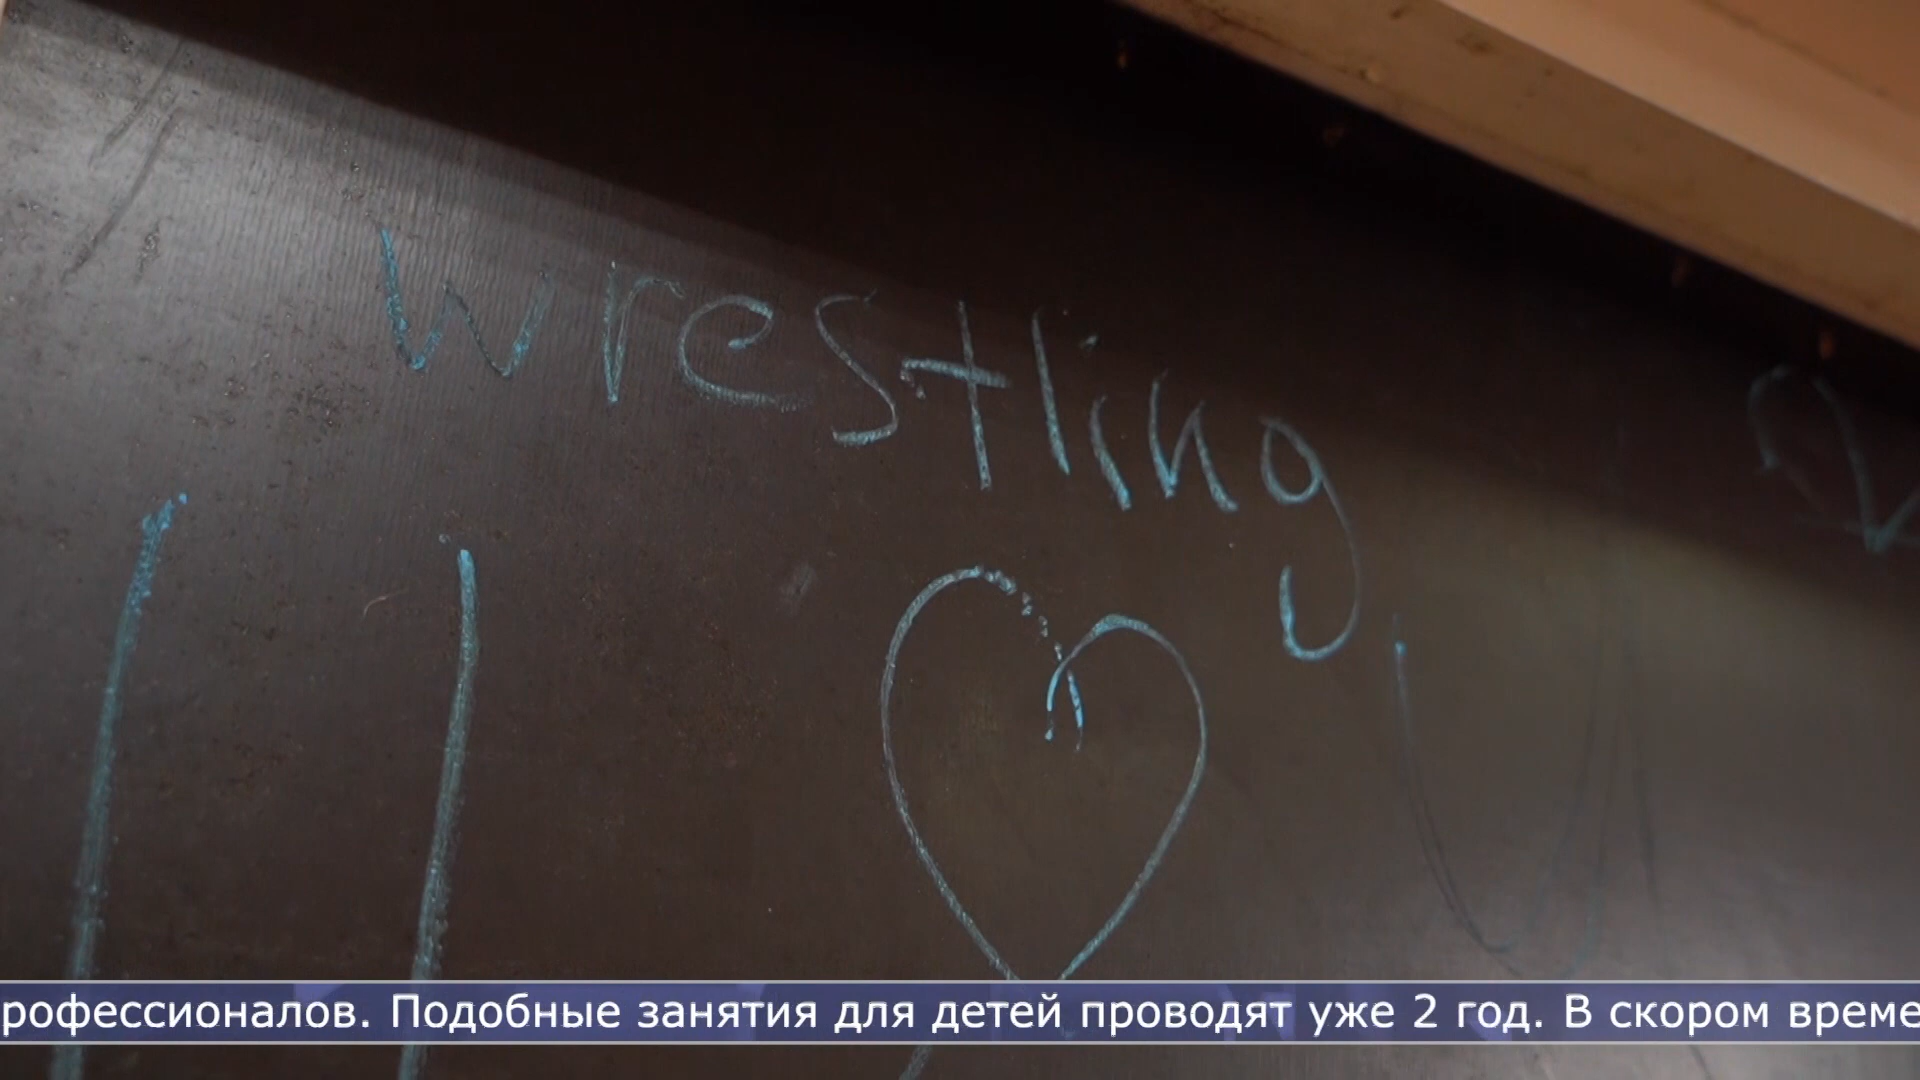 wrestling
рофессионалов. Подобные занятия для детей проводят уже 2 год. В скором време